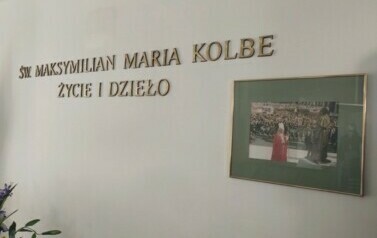 ŚW. MAKSYMILIAN MARIA KOLBE
ŻYCIE I DZIEŁO